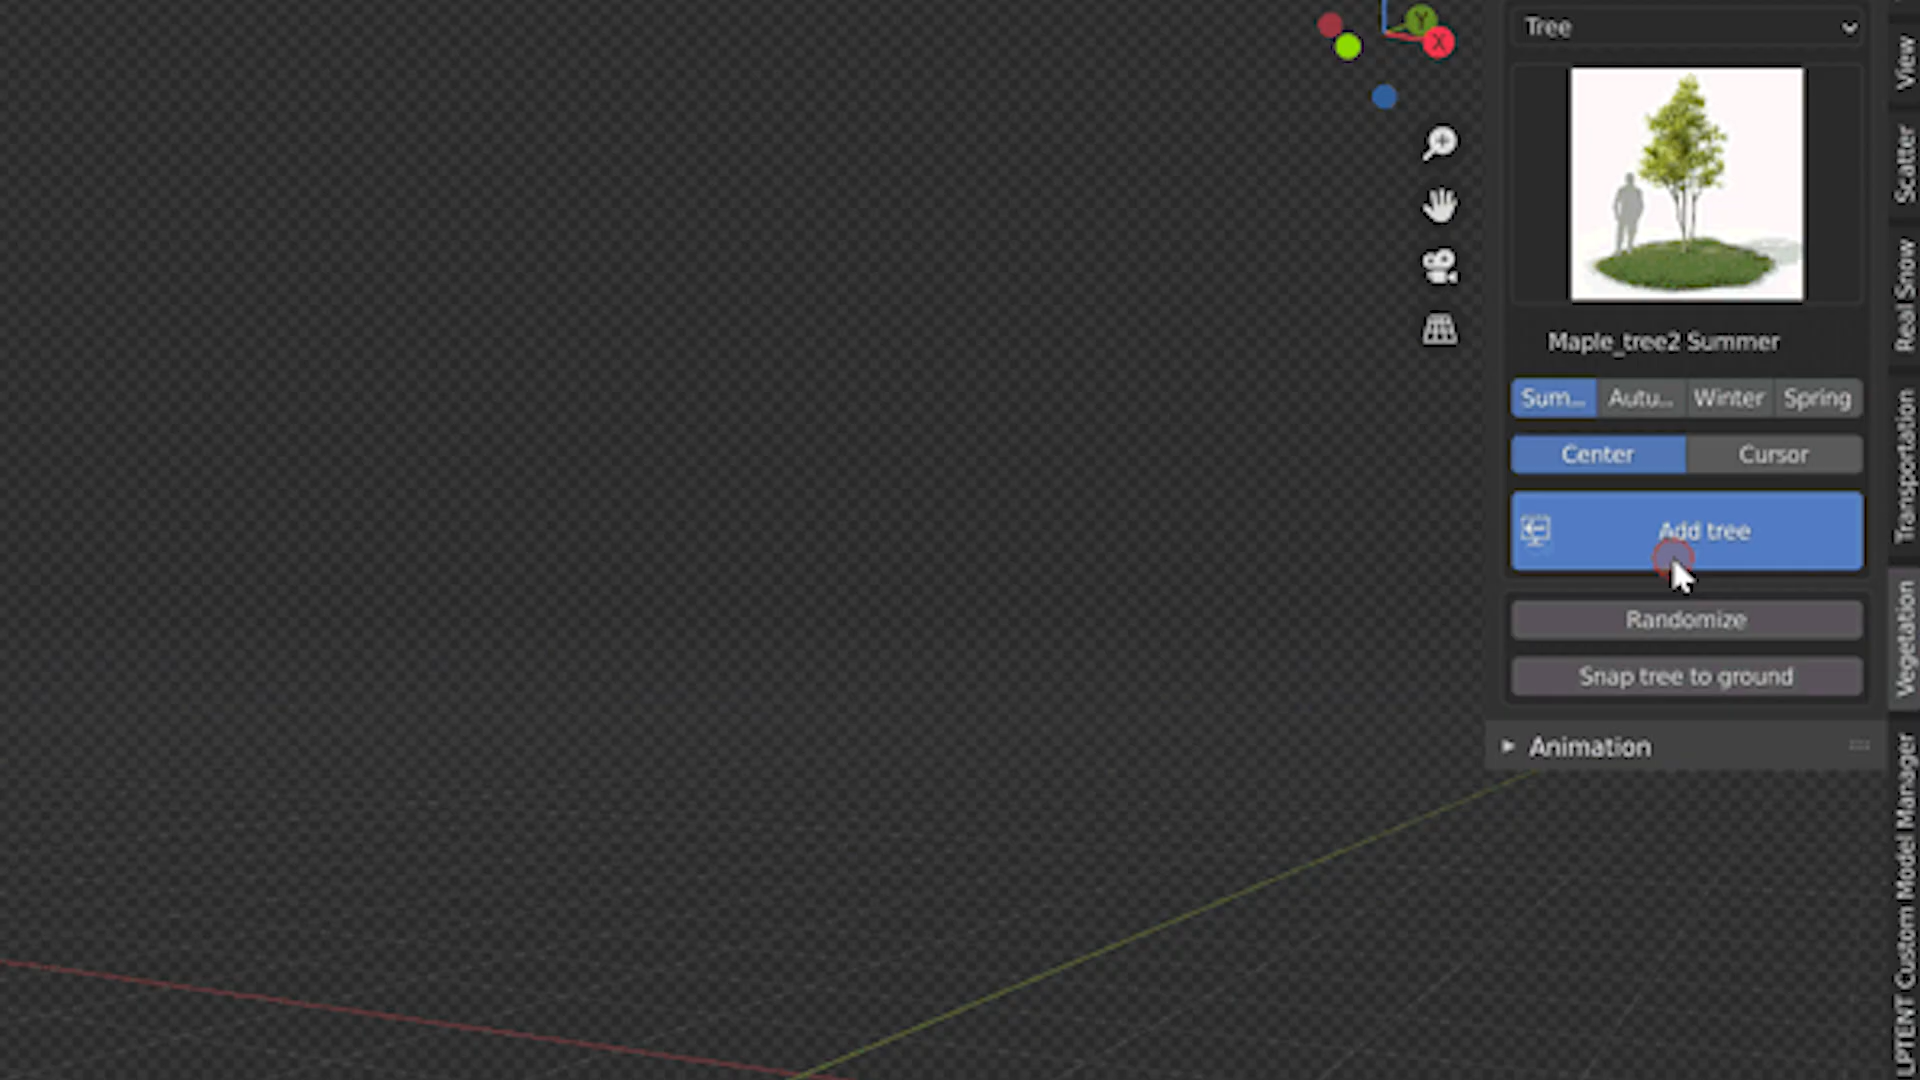 Y
X
Tree
Maple_tree2 Summer
Sum...
Autu...
Winter
Spring
Center
Cursor
Add tree
Randomize
Snap tree to ground
Animation
View
Scatter
Real Snow
Transportation
Vegetation
LPTENT Custom Model Manager